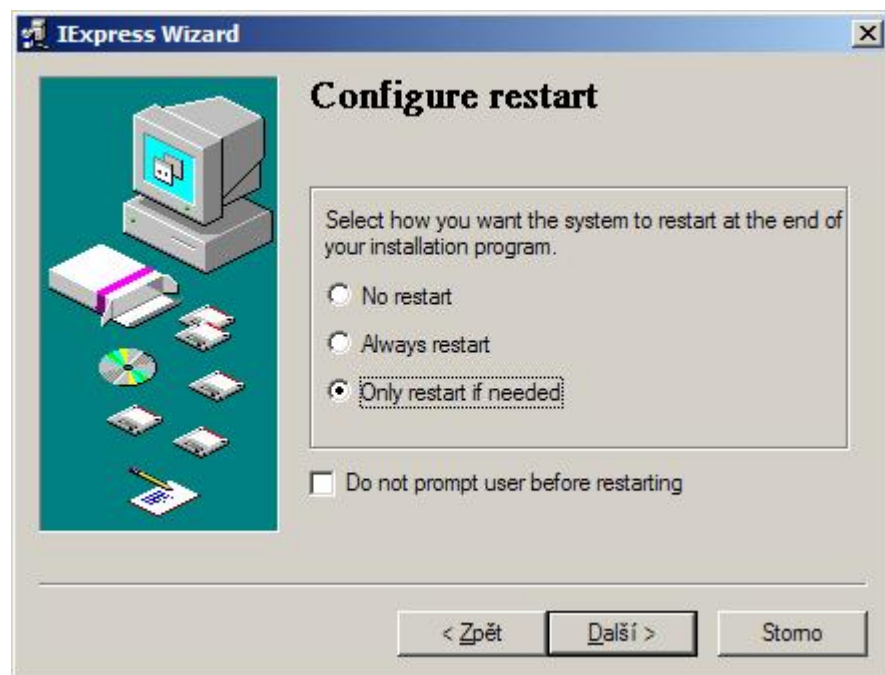 IExpress Wizard
Configure restart
Select how you want the system to restart at the end of
your installation program.
No restart
Always restart
Only restart if needed
Do not prompt user before restarting
< Zpět
Další >
Storno